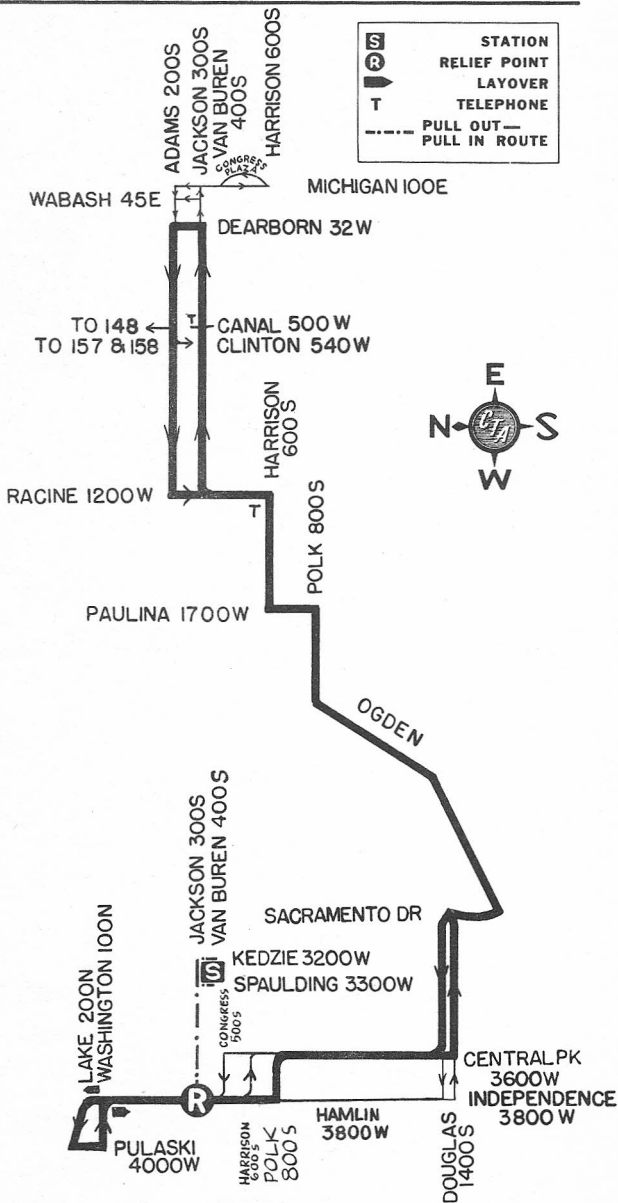 S STATION
R RELIEF POINT
LAYOVER
T TELEPHONE
PULL OUT—
PULL IN ROUTE
ADAMS 200S
JACKSON 300S
VAN BUREN
400S
HARRISON 600S
CONGRESS
PLAZA
MICHIGAN 100E
WABASH 45E
DEARBORN 32W
TO 148
T
CANAL 500W
TO 157 & 158
CLINTON 540W
HARRISON
600S
E
N
CTA
S
W
RACINE 1200W
T
POLK 800S
PAULINA 1700W
OGDEN
JACKSON 300S
VAN BUREN 400S
SACRAMENTO DR
S
KEDZIE 3200W
SPAULDING 3300W
LAKE 200N
WASHINGTON 100N
CONGRESS
500S
CENTRAL PK
3600W
INDEPENDENCE
3800W
R
HAMLIN
3800W
PULASKI
4000W
HARRISON
600S
POLK
800S
DOUGLAS
1400S